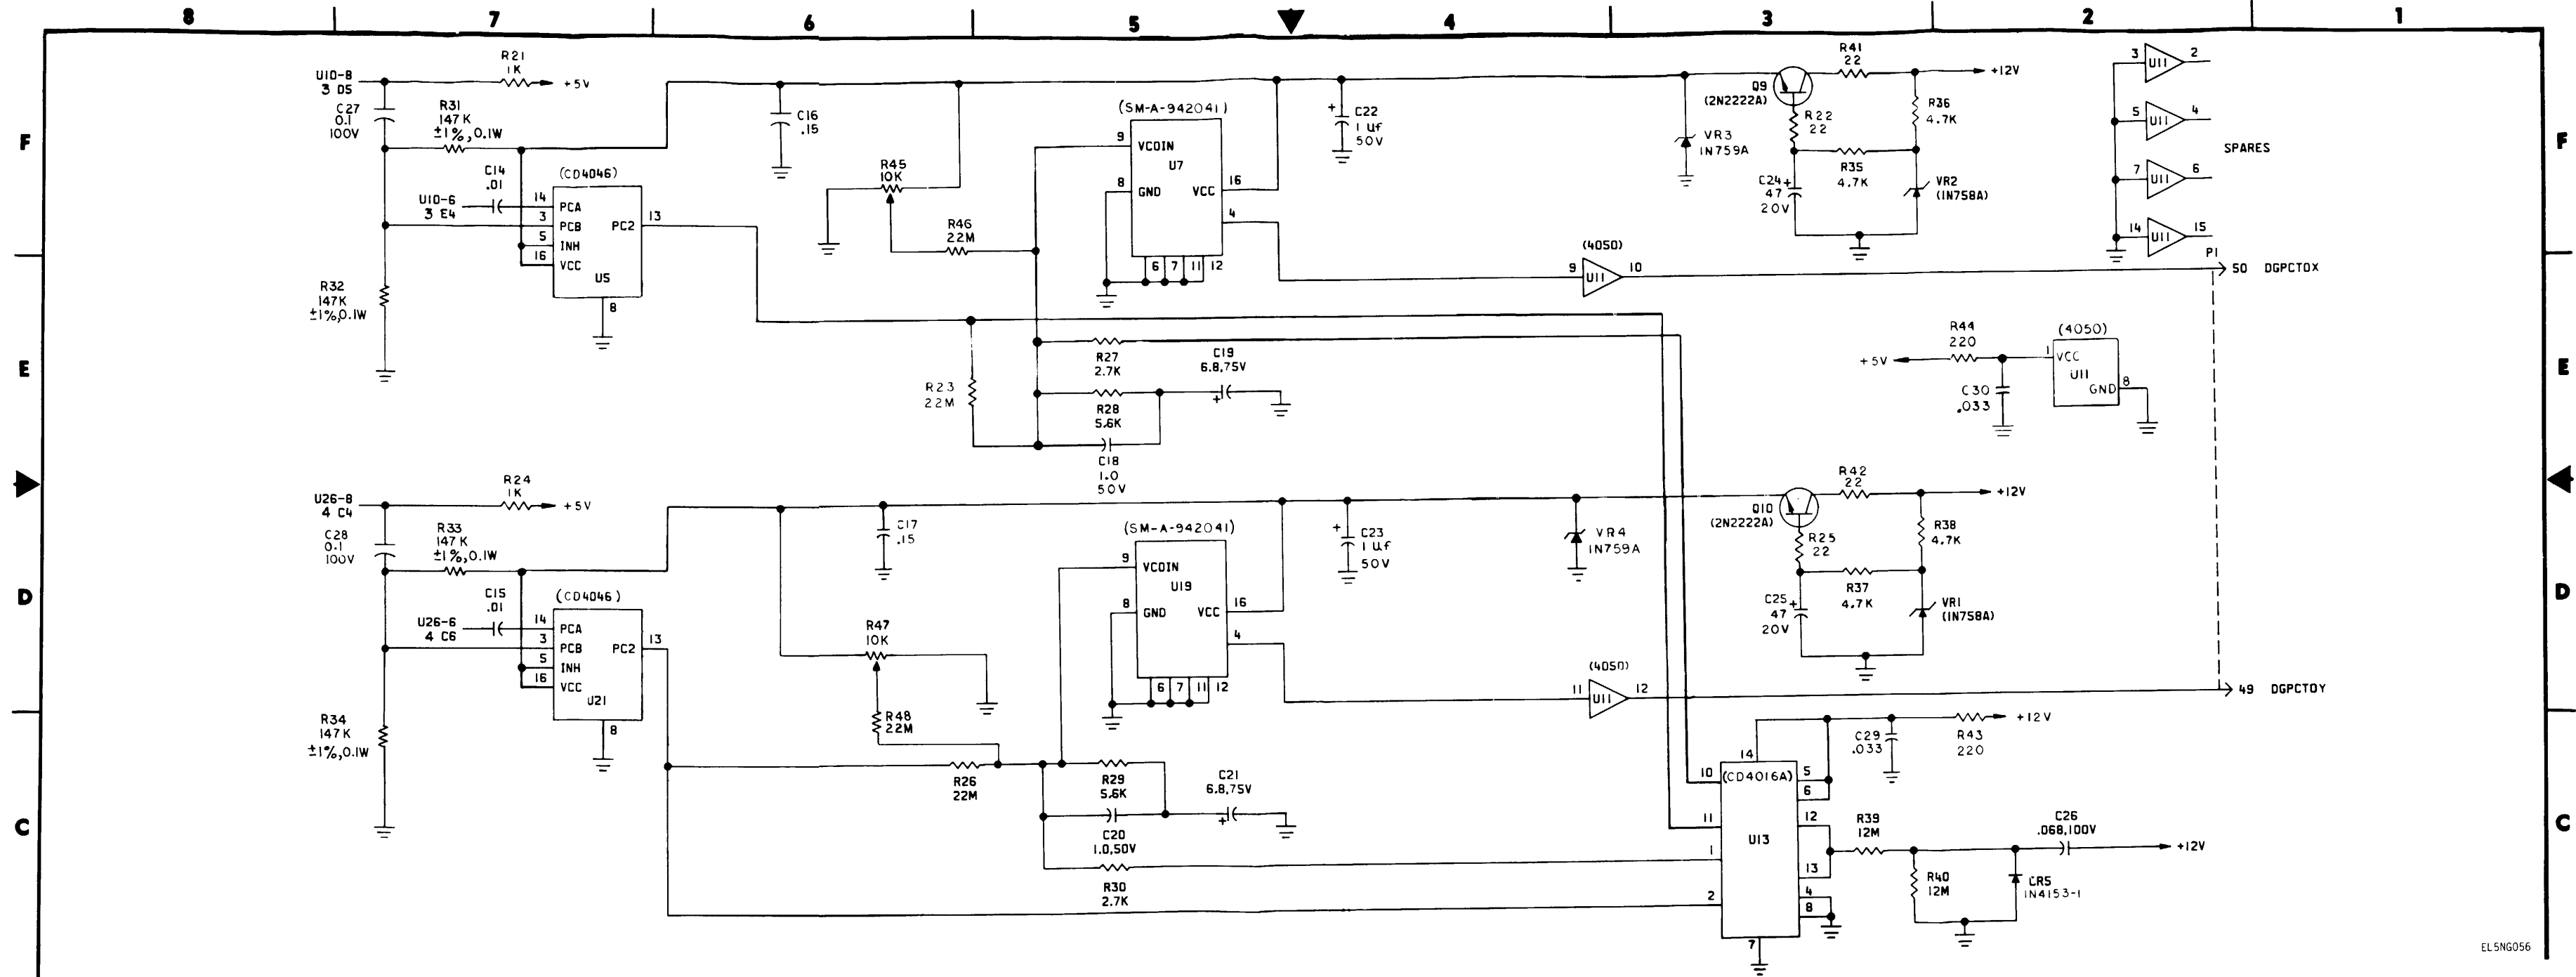 8 7 6 5 4 3 2 1
F
E
D
C
F
E
D
C
U10-8
3 D5
R21
1K
+5V
C27
0.1
100V
R31
147K
±1%,0.1W
C14
.01
U10-6
3 E4
(CD4046)
14 PCA
3 PCB
5 INH
16 VCC
PC2 13
U5
8
R32
147K
±1%,0.1W
C16
.15
R45
10K
R46
22M
(SM-A-942041)
9 VCOIN
U7
8 GND
VCC 16
4
6 7 11 12
C22
+
1 uf
50V
VR3
1N759A
Q9
(2N2222A)
R41
22
+12V
R22
22
R36
4.7K
R35
4.7K
C24+
47
20V
VR2
(1N758A)
3 U11 2
5 U11 4
7 U11 6
14 U11 15
SPARES
(4050)
9 U11 10
P1
50 DGPCTOX
R23
22M
R27
2.7K
C19
6.8,75V
+
R28
5.6K
C18
1.0
50V
+5V
R44
220
C30
.033
(4050)
1 VCC
U11
GND 8
U26-8
4 C4
R24
1K
+5V
C28
0.1
100V
R33
147K
±1%,0.1W
C15
.01
U26-6
4 C6
(CD4046)
14 PCA
3 PCB
5 INH
16 VCC
PC2 13
U21
8
R34
147K
±1%,0.1W
C17
.15
R47
10K
R48
22M
(SM-A-942041)
9 VCOIN
U19
8 GND
VCC 16
4
6 7 11 12
C23
+
1 uf
50V
VR4
1N759A
Q10
(2N2222A)
R42
22
+12V
R25
22
R38
4.7K
R37
4.7K
C25+
47
20V
VR1
(1N758A)
(4050)
11 U11 12
49 DGPCTOY
R26
22M
R29
5.6K
C21
6.8,75V
+
C20
1.0,50V
R30
2.7K
14
(CD4016A)
U13
10
11
1
2
5
6
12
13
4
8
7
C29
.033
R43
220
+12V
R39
12M
C26
.068,100V
+12V
R40
12M
CR5
1N4153-1
EL5NG056